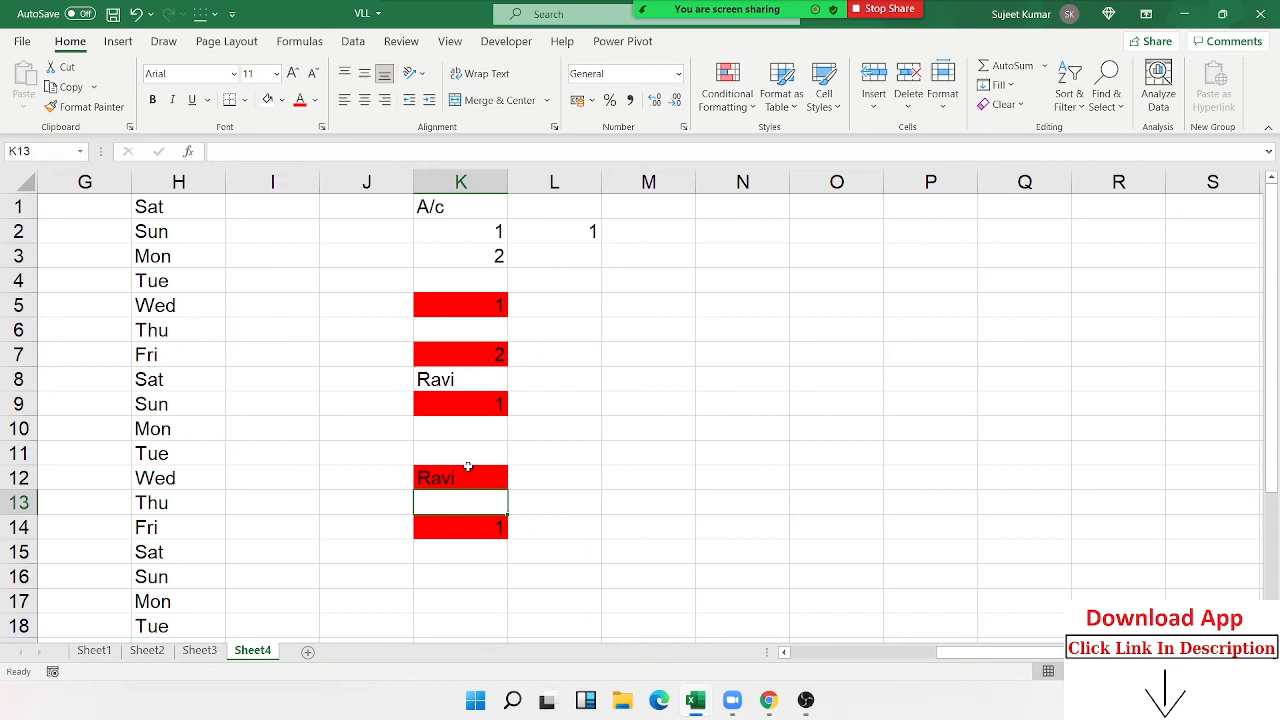 AutoSave Off VLL Search You are screen sharing Stop Share Sujeet Kumar SK
File Home Insert Draw Page Layout Formulas Data Review View Developer Help Power Pivot Share Comments
Paste Cut Copy Format Painter Clipboard
Arial 11 B I U A Font
Wrap Text Merge & Center Alignment
General % Number
Conditional Formatting Format as Table Cell Styles Styles
Insert Delete Format Cells
AutoSum Fill Clear Sort & Filter Find & Select Editing
Analyze Data Analysis
Paste as Hyperlink New Group
K13 fx
G H I J K L M N O P Q R S
1 Sat A/c
2 Sun 1 1
3 Mon 2
4 Tue
5 Wed 1
6 Thu
7 Fri 2
8 Sat Ravi
9 Sun 1
10 Mon
11 Tue
12 Wed Ravi
13 Thu
14 Fri 1
15 Sat
16 Sun
17 Mon
18 Tue
Download App
Click Link In Description
Sheet1 Sheet2 Sheet3 Sheet4
Ready